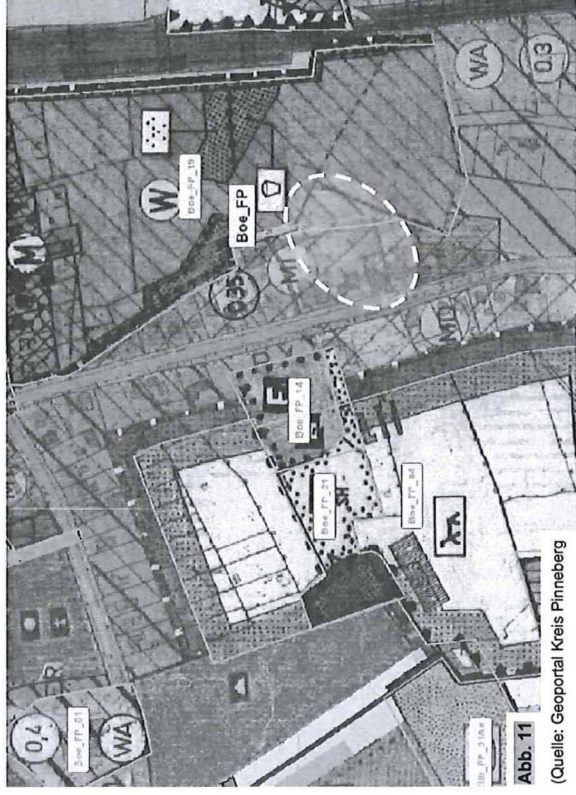 M
W
Boe_FP_19
Boe_FP
WA
0.3
0.35
MD
F
Boe_FP_14
Boe_FP_21
SH
Boe_FP_04
0,4
Boe_FP_01
WA
Abb. 11
(Quelle: Geoportal Kreis Pinneberg